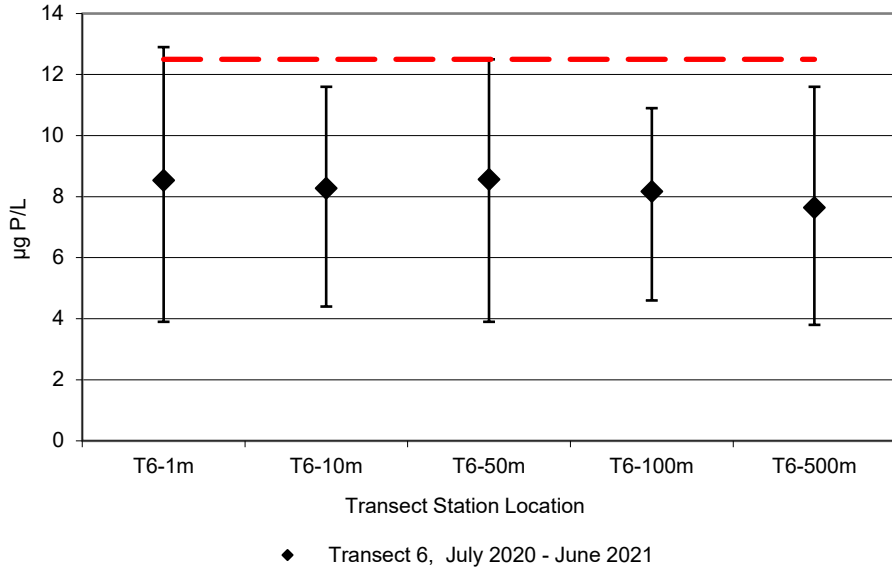 14
12
10
8
6
4
2
0
µg P/L
T6-1m T6-10m T6-50m T6-100m T6-500m
Transect Station Location
Transect 6, July 2020 - June 2021